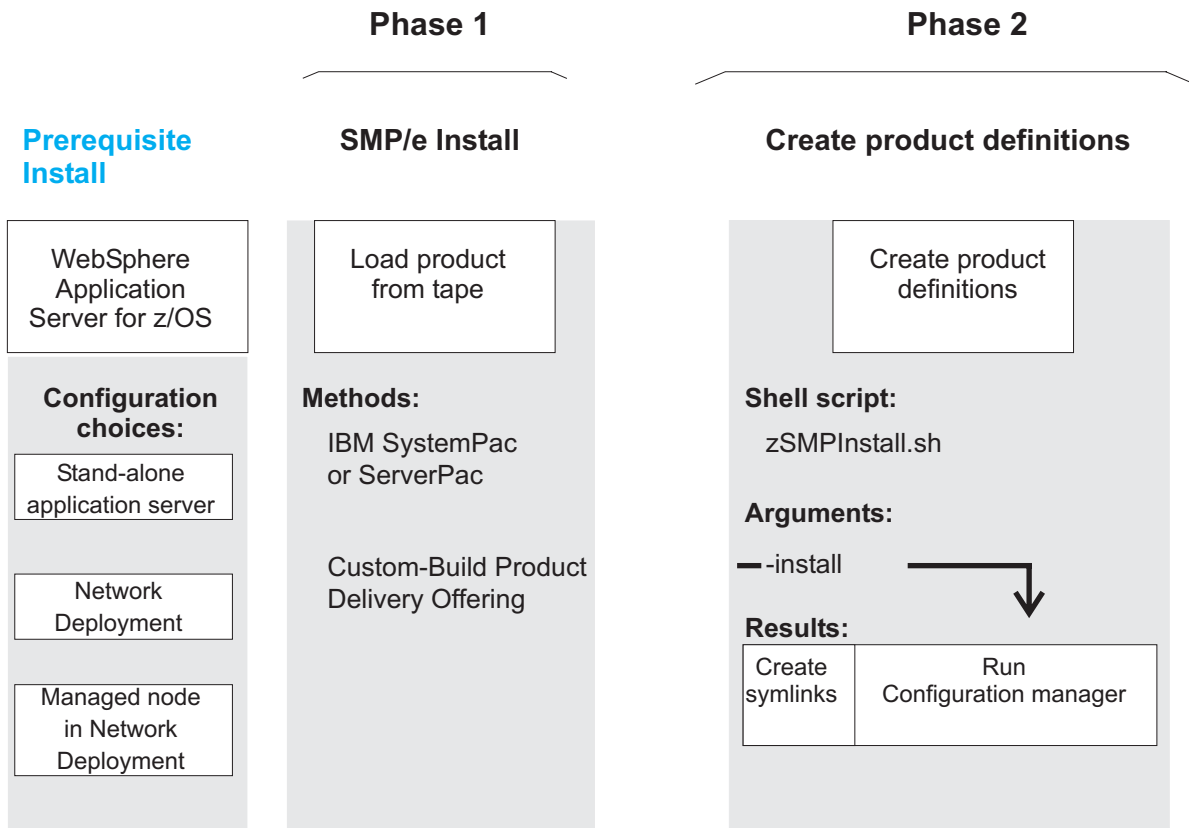 Phase 1
Phase 2
Prerequisite
Install
SMP/e Install
Create product definitions
WebSphere
Application
Server for z/OS
Configuration
choices:
Stand-alone
application server
Network
Deployment
Managed node
in Network
Deployment
Load product
from tape
Methods:
IBM SystemPac
or ServerPac
Custom-Build Product
Delivery Offering
Create product
definitions
Shell script:
zSMPInstall.sh
Arguments:
-install
Results:
Create
symlinks
Run
Configuration manager